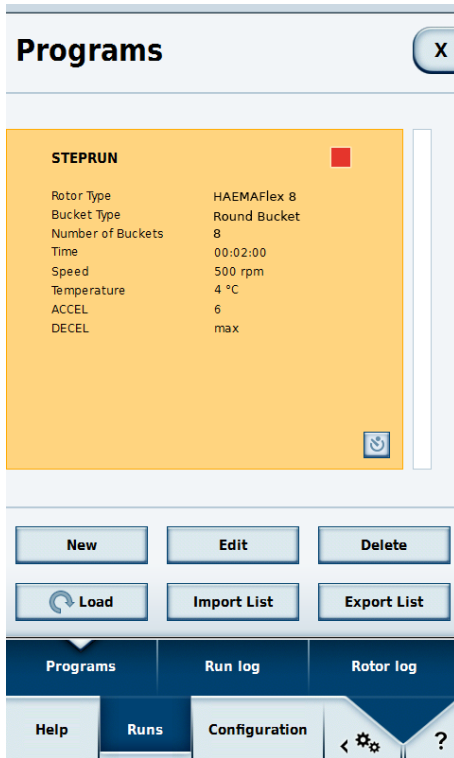 Programs
X
STEPRUN
Rotor Type HAEMAFlex 8
Bucket Type Round Bucket
Number of Buckets 8
Time 00:02:00
Speed 500 rpm
Temperature 4 °C
ACCEL 6
DECEL max
New Edit Delete
Load Import List Export List
Programs Run log Rotor log
Help Runs Configuration < ?